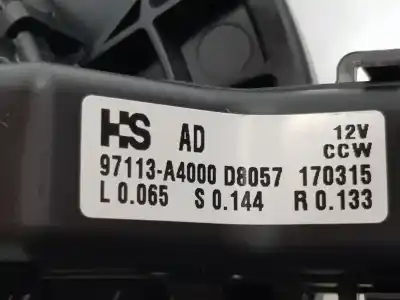 HS AD 12V
CCW
97113-A4000 D8057 170315
L 0.065 S 0.144 R 0.133